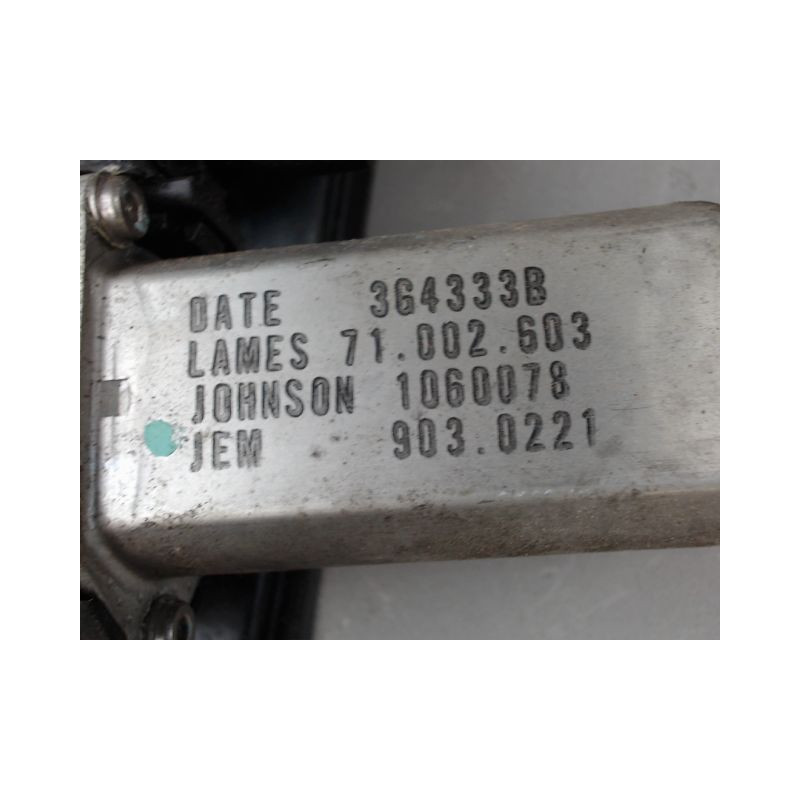 DATE 3G4333B
LAMES 71.002.603
JOHNSON 1060078
JEM 903.0221